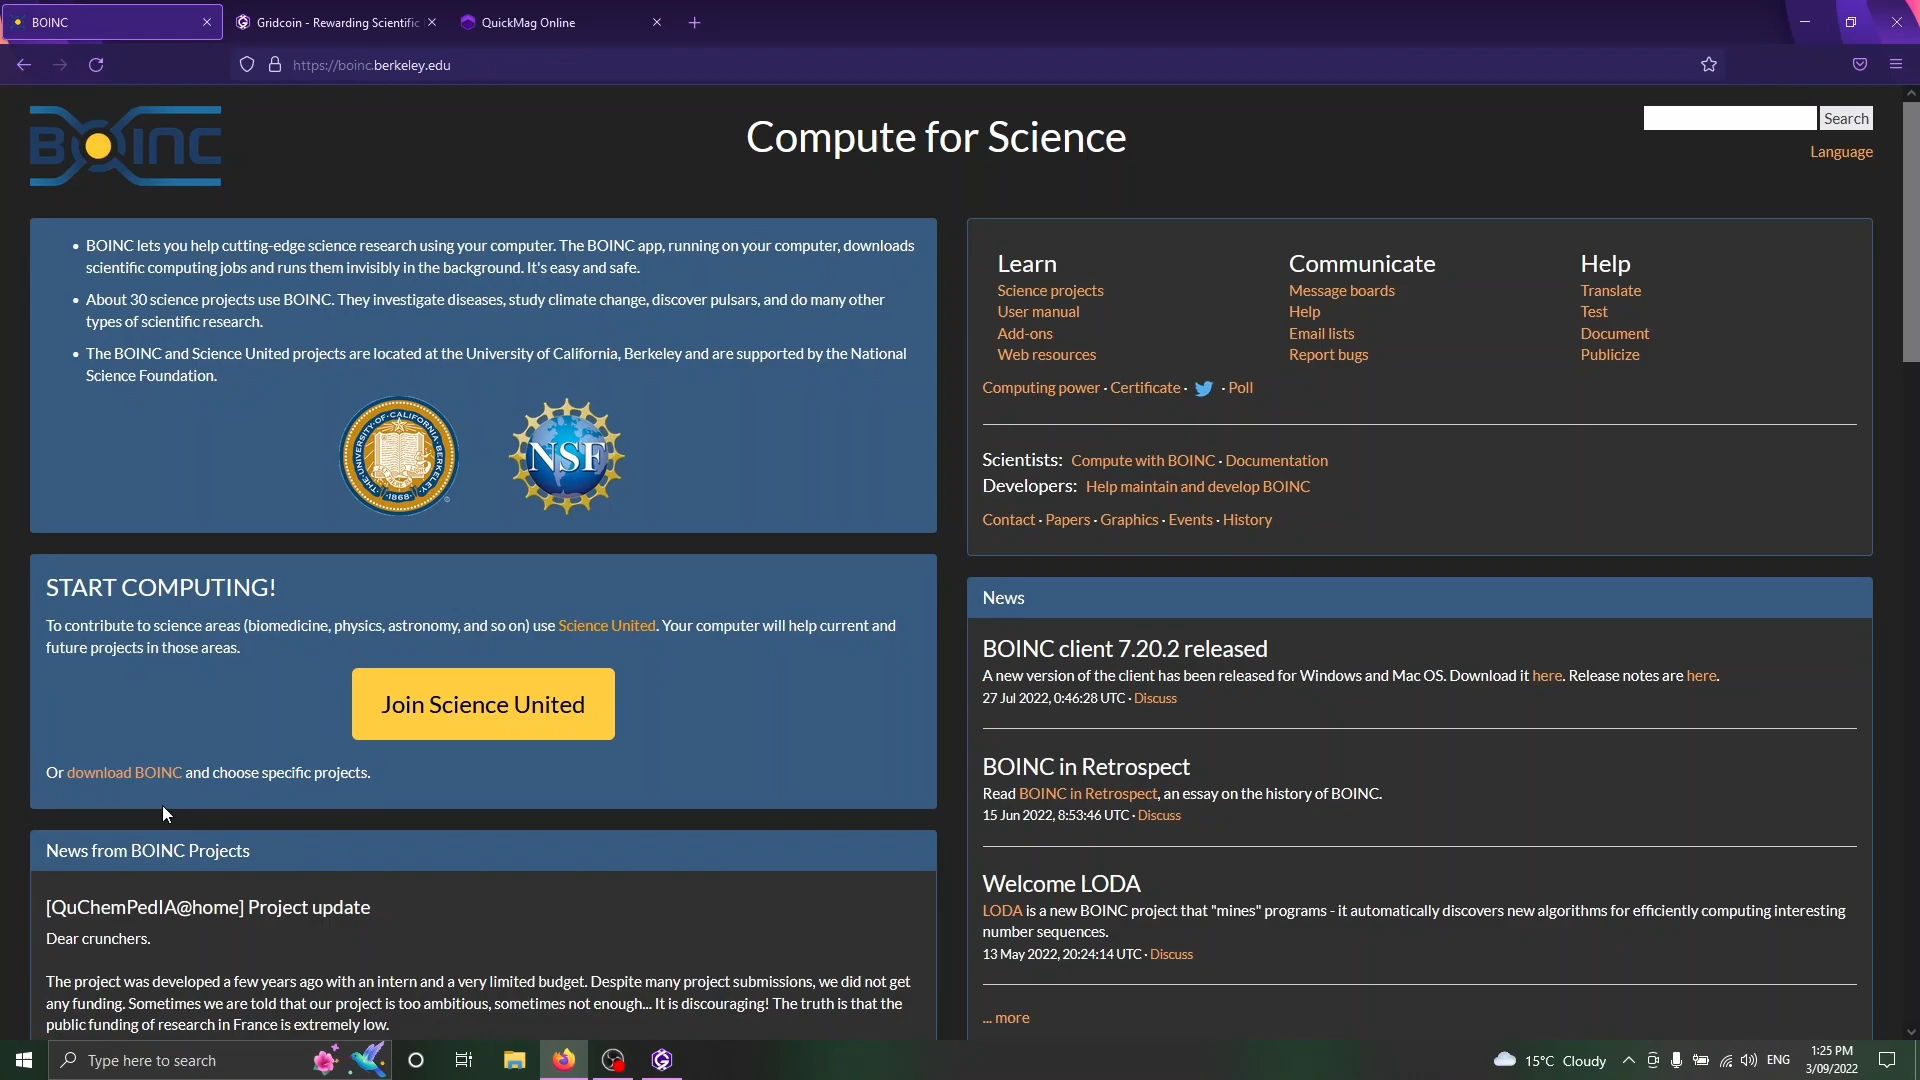 BOINC
Gridcoin - Rewarding Scientific
QuickMag Online
https://boinc.berkeley.edu
BOINC
Compute for Science
Search
Language
• BOINC lets you help cutting-edge science research using your computer. The BOINC app, running on your computer, downloads
scientific computing jobs and runs them invisibly in the background. It's easy and safe.
• About 30 science projects use BOINC. They investigate diseases, study climate change, discover pulsars, and do many other
types of scientific research.
• The BOINC and Science United projects are located at the University of California, Berkeley and are supported by the National
Science Foundation.
THE UNIVERSITY OF CALIFORNIA BERKELEY
1868
NSF
START COMPUTING!
To contribute to science areas (biomedicine, physics, astronomy, and so on) use Science United. Your computer will help current and
future projects in those areas.
Join Science United
Or download BOINC and choose specific projects.
News from BOINC Projects
[QuChemPedIA@home] Project update
Dear crunchers.
The project was developed a few years ago with an intern and a very limited budget. Despite many project submissions, we did not get
any funding. Sometimes we are told that our project is too ambitious, sometimes not enough... It is discouraging! The truth is that the
public funding of research in France is extremely low.
Learn
Science projects
User manual
Add-ons
Web resources
Communicate
Message boards
Help
Email lists
Report bugs
Help
Translate
Test
Document
Publicize
Computing power · Certificate · · Poll
Scientists: Compute with BOINC · Documentation
Developers: Help maintain and develop BOINC
Contact · Papers · Graphics · Events · History
News
BOINC client 7.20.2 released
A new version of the client has been released for Windows and Mac OS. Download it here. Release notes are here.
27 Jul 2022, 0:46:28 UTC · Discuss
BOINC in Retrospect
Read BOINC in Retrospect, an essay on the history of BOINC.
15 Jun 2022, 8:53:46 UTC · Discuss
Welcome LODA
LODA is a new BOINC project that "mines" programs - it automatically discovers new algorithms for efficiently computing interesting
number sequences.
13 May 2022, 20:24:14 UTC · Discuss
... more
Type here to search
15°C Cloudy
ENG
1:25 PM
3/09/2022